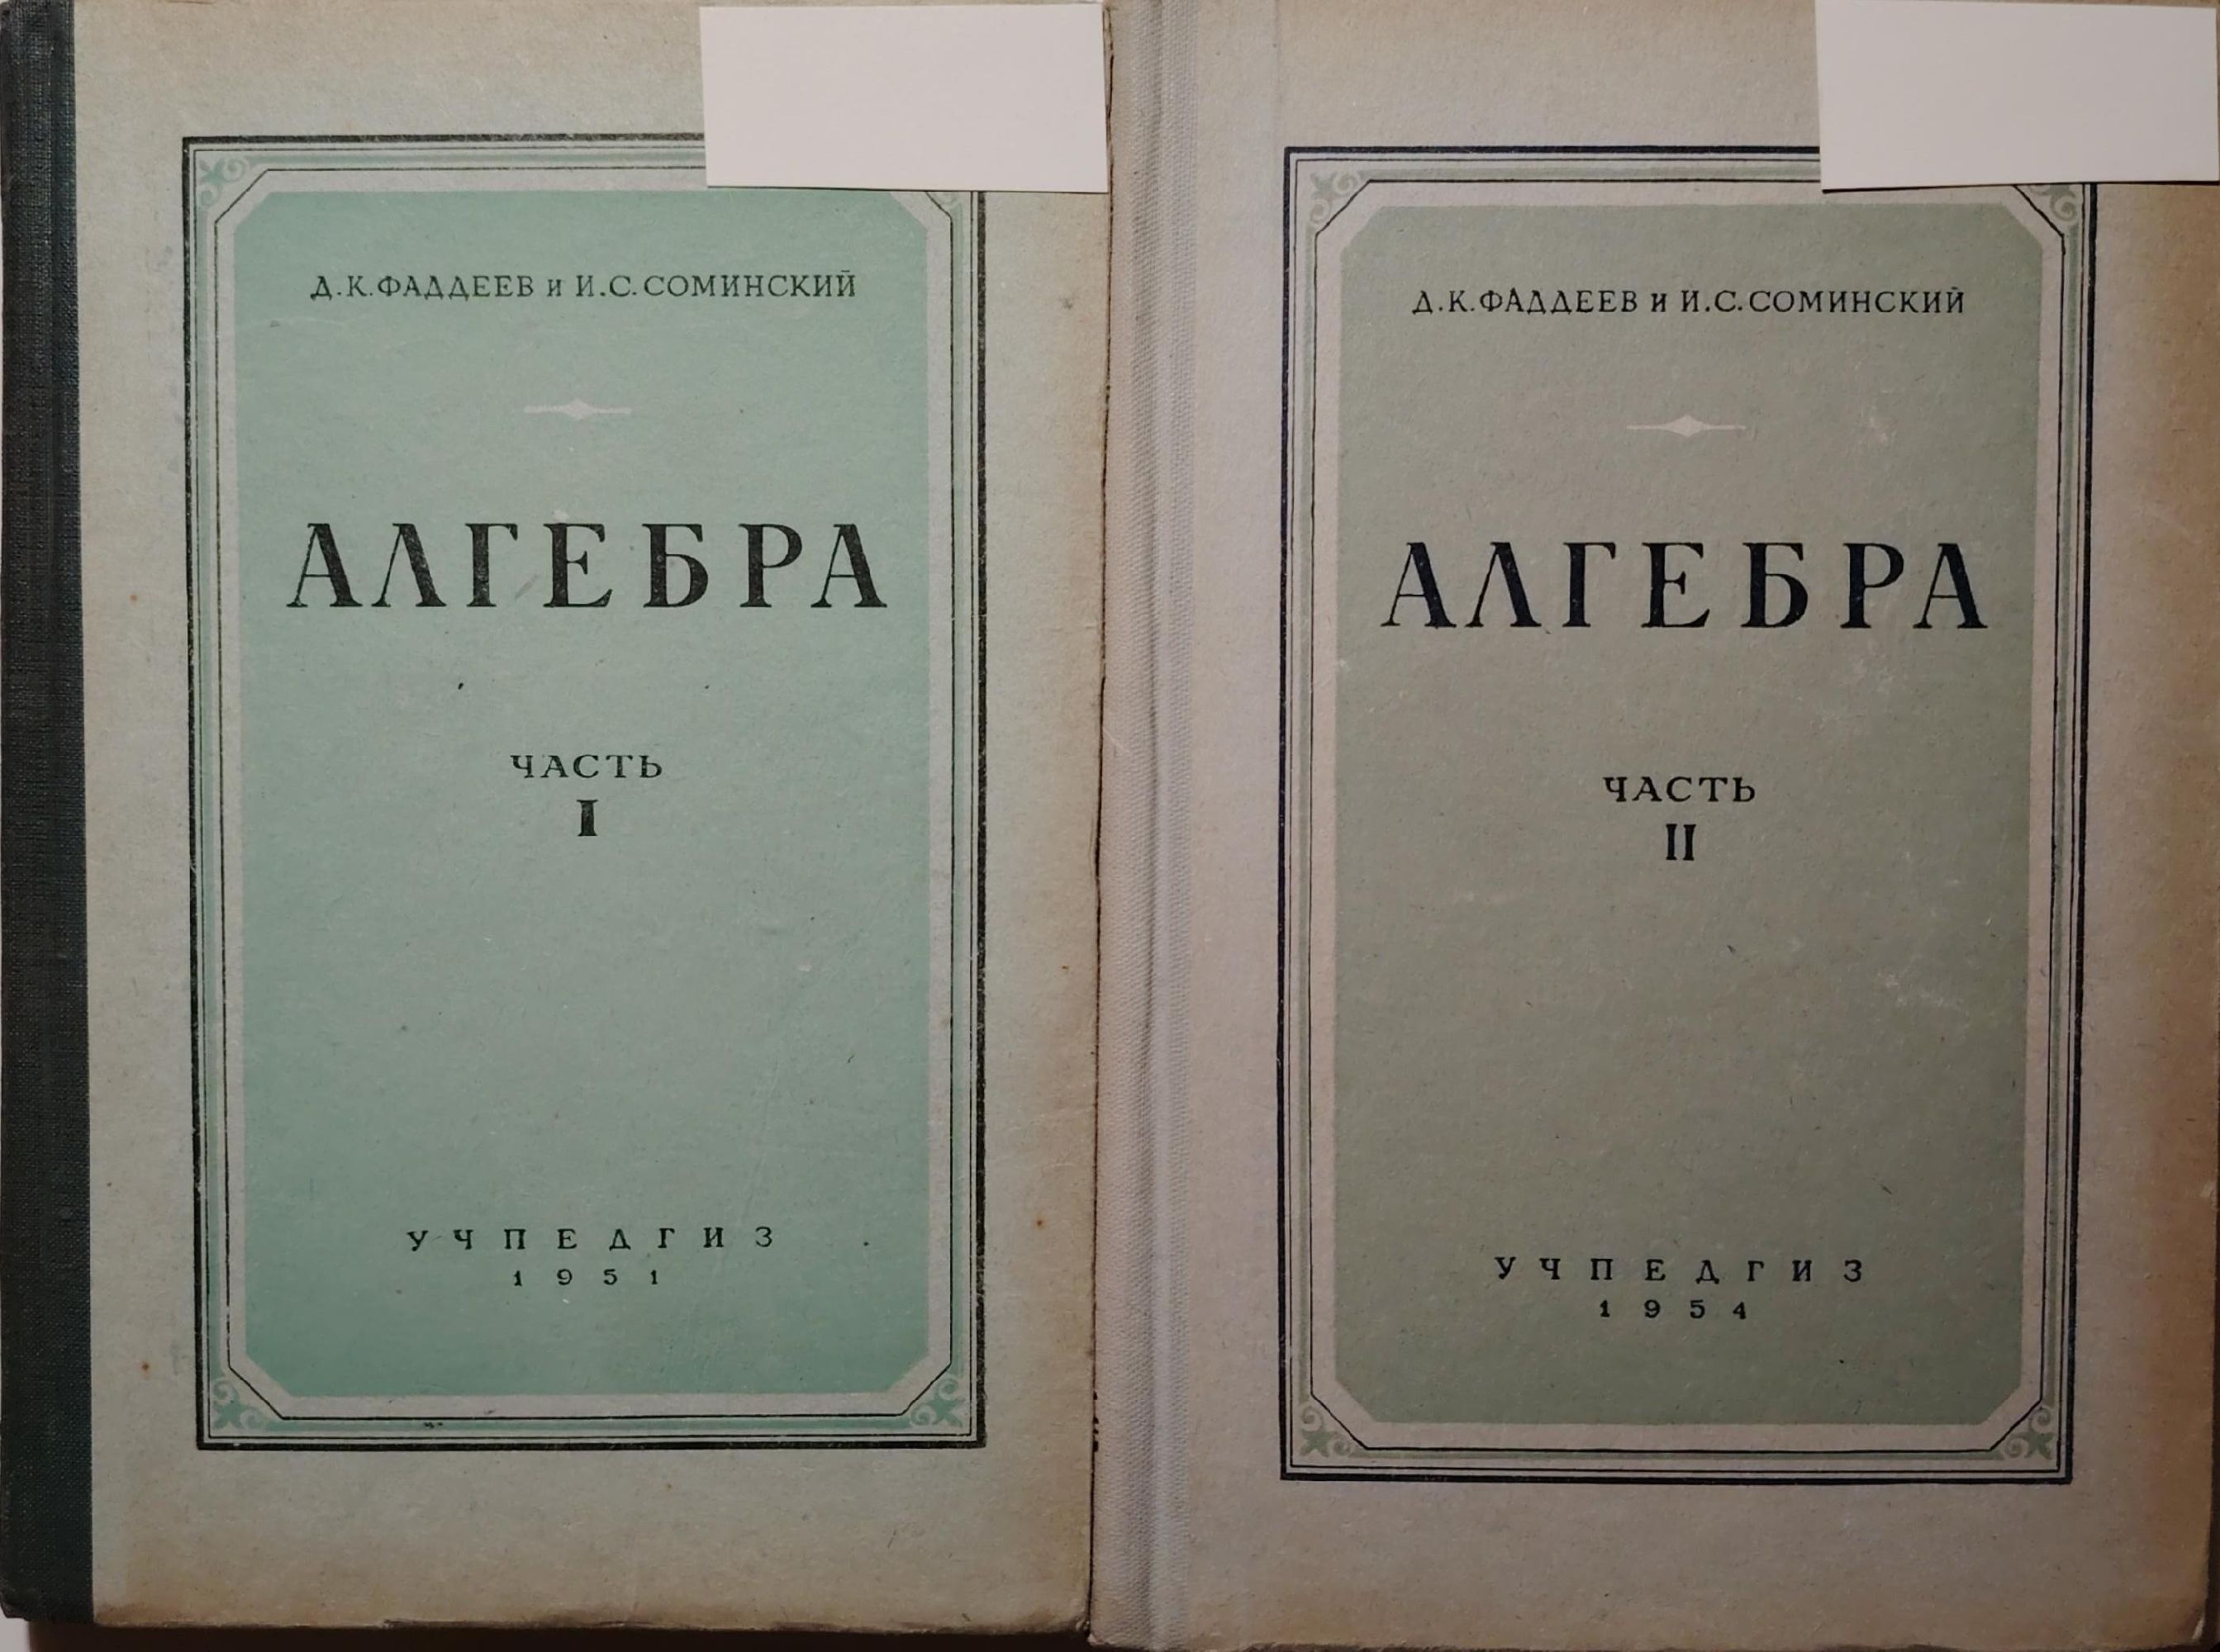 Д.К.ФАДДЕЕВ и И.С.СОМИНСКИЙ
АЛГЕБРА
ЧАСТЬ
I
УЧПЕДГИЗ
1951
Д.К.ФАДДЕЕВ и И.С.СОМИНСКИЙ
АЛГЕБРА
ЧАСТЬ
II
УЧПЕДГИЗ
1954